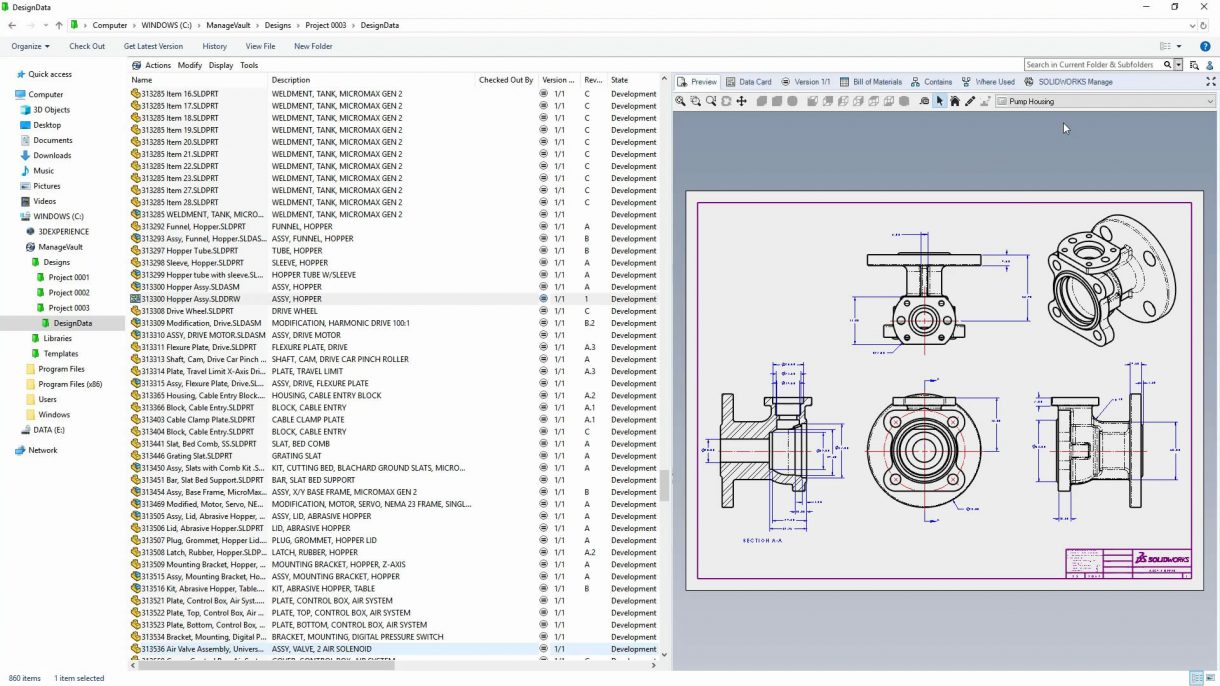 DesignData
Computer > WINDOWS (C:) > ManageVault > Designs > Project 0003 > DesignData
Organize Check Out Get Latest Version History View File New Folder
Quick access
Computer
3D Objects
Desktop
Documents
Downloads
Music
Pictures
Videos
WINDOWS (C:)
3DEXPERIENCE
ManageVault
Designs
Project 0001
Project 0002
Project 0003
DesignData
Libraries
Templates
Program Files
Program Files (x86)
Users
Windows
DATA (E:)
Network
Actions Modify Display Tools
Search in Current Folder & Subfolders
Name Description Checked Out By Version ... Rev... State
313285 Item 16.SLDPRT WELDMENT, TANK, MICROMAX GEN 2 1/1 C Development
313285 Item 17.SLDPRT WELDMENT, TANK, MICROMAX GEN 2 1/1 C Development
313285 Item 18.SLDPRT WELDMENT, TANK, MICROMAX GEN 2 1/1 C Development
313285 Item 19.SLDPRT WELDMENT, TANK, MICROMAX GEN 2 1/1 C Development
313285 Item 20.SLDPRT WELDMENT, TANK, MICROMAX GEN 2 1/1 C Development
313285 Item 21.SLDPRT WELDMENT, TANK, MICROMAX GEN 2 1/1 C Development
313285 Item 22.SLDPRT WELDMENT, TANK, MICROMAX GEN 2 1/1 C Development
313285 Item 23.SLDPRT WELDMENT, TANK, MICROMAX GEN 2 1/1 C Development
313285 Item 27.SLDPRT WELDMENT, TANK, MICROMAX GEN 2 1/1 C Development
313285 Item 28.SLDPRT WELDMENT, TANK, MICROMAX GEN 2 1/1 C Development
313285 WELDMENT, TANK, MICRO... WELDMENT, TANK, MICROMAX GEN 2 1/1 Development
313292 Funnel, Hopper.SLDPRT FUNNEL, HOPPER 1/1 A Development
313293 Assy, Funnel, Hopper.SLDAS... ASSY, FUNNEL, HOPPER 1/1 B Development
313297 Hopper Tube.SLDPRT TUBE, HOPPER 1/1 B Development
313298 Sleeve, Hopper.SLDPRT SLEEVE, HOPPER 1/1 A Development
313299 Hopper tube with sleeve.SL... HOPPER TUBE W/SLEEVE 1/1 A Development
313300 Hopper Assy.SLDASM ASSY, HOPPER 1/1 A Development
313300 Hopper Assy.SLDDRW ASSY, HOPPER 1/1 1 Development
313308 Drive Wheel.SLDPRT DRIVE WHEEL 1/1 C Development
313309 Modification, Drive.SLDASM MODIFICATION, HARMONIC DRIVE 100:1 1/1 B.2 Development
313310 ASSY, DRIVE MOTOR.SLDASM ASSY, DRIVE MOTOR 1/1 Development
313311 Flexure Plate, Drive.SLDPRT FLEXURE PLATE, DRIVE 1/1 A.3 Development
313313 Shaft, Cam, Drive Car Pinch ... SHAFT, CAM, DRIVE CAR PINCH ROLLER 1/1 A Development
313314 Plate, Travel Limit X-Axis Dri... PLATE, TRAVEL LIMIT 1/1 A.3 Development
313315 Assy, Flexure Plate, Drive.SL... ASSY, DRIVE, FLEXURE PLATE 1/1 Development
313365 Housing, Cable Entry Block.... HOUSING, CABLE ENTRY BLOCK 1/1 A.2 Development
313366 Block, Cable Entry.SLDPRT BLOCK, CABLE ENTRY 1/1 A.1 Development
313403 Cable Clamp Plate.SLDPRT CABLE CLAMP PLATE 1/1 A.1 Development
313404 Block, Cable Entry.SLDPRT BLOCK, CABLE ENTRY 1/1 C Development
313441 Slat, Bed Comb, SS.SLDPRT SLAT, BED COMB 1/1 A Development
313446 Grating Slat.SLDPRT GRATING SLAT 1/1 A Development
313450 Assy, Slats with Comb Kit .S... KIT, CUTTING BED, BLACHARD GROUND SLATS, MICRO... 1/1 Development
313451 Bar, Slat Bed Support.SLDPRT BAR, SLAT BED SUPPORT 1/1 Development
313454 Assy, Base Frame, MicroMax... ASSY, X/Y BASE FRAME, MICROMAX GEN 2 1/1 B Development
313469 Modified, Motor, Servo, NE... MODIFICATION, MOTOR, SERVO, NEMA 23 FRAME, SINGL... 1/1 A Development
313505 Assy, Lid, Abrasive Hopper, ... ASSY, LID, ABRASIVE HOPPER 1/1 A Development
313506 Lid, Abrasive Hopper.SLDPRT LID, ABRASIVE HOPPER 1/1 A Development
313507 Plug, Grommet, Hopper Lid... PLUG, GROMMET, HOPPER LID 1/1 A Development
313508 Latch, Rubber, Hopper.SLDP... LATCH, RUBBER, HOPPER 1/1 A.2 Development
313509 Mounting Bracket, Hopper, ... MOUNTING BRACKET, HOPPER, Z-AXIS 1/1 A Development
313515 Assy, Mounting Bracket, Ho... ASSY, MOUNTING BRACKET, HOPPER 1/1 A Development
313516 Kit, Abrasive Hopper, Table.... KIT, ABRASIVE HOPPER, TABLE 1/1 B Development
313521 Plate, Control Box, Air Syst.... PLATE, CONTROL BOX, AIR SYSTEM 1/1 Development
313522 Plate, Top, Control Box, Air ... PLATE, TOP, CONTROL BOX, AIR SYSTEM 1/1 Development
313523 Plate, Bottom, Control Box, ... PLATE, BOTTOM, CONTROL BOX, AIR SYSTEM 1/1 Development
313534 Bracket, Mounting, Digital P... BRACKET, MOUNTING, DIGITAL PRESSURE SWITCH 1/1 Development
313536 Air Valve Assembly, Univers... ASSY, VALVE, 2 AIR SOLENOID 1/1 Development
Preview Data Card Version 1/1 Bill of Materials Contains Where Used SOLIDWORKS Manage
Pump Housing
SECTION A-A
SOLIDWORKS
860 items 1 item selected